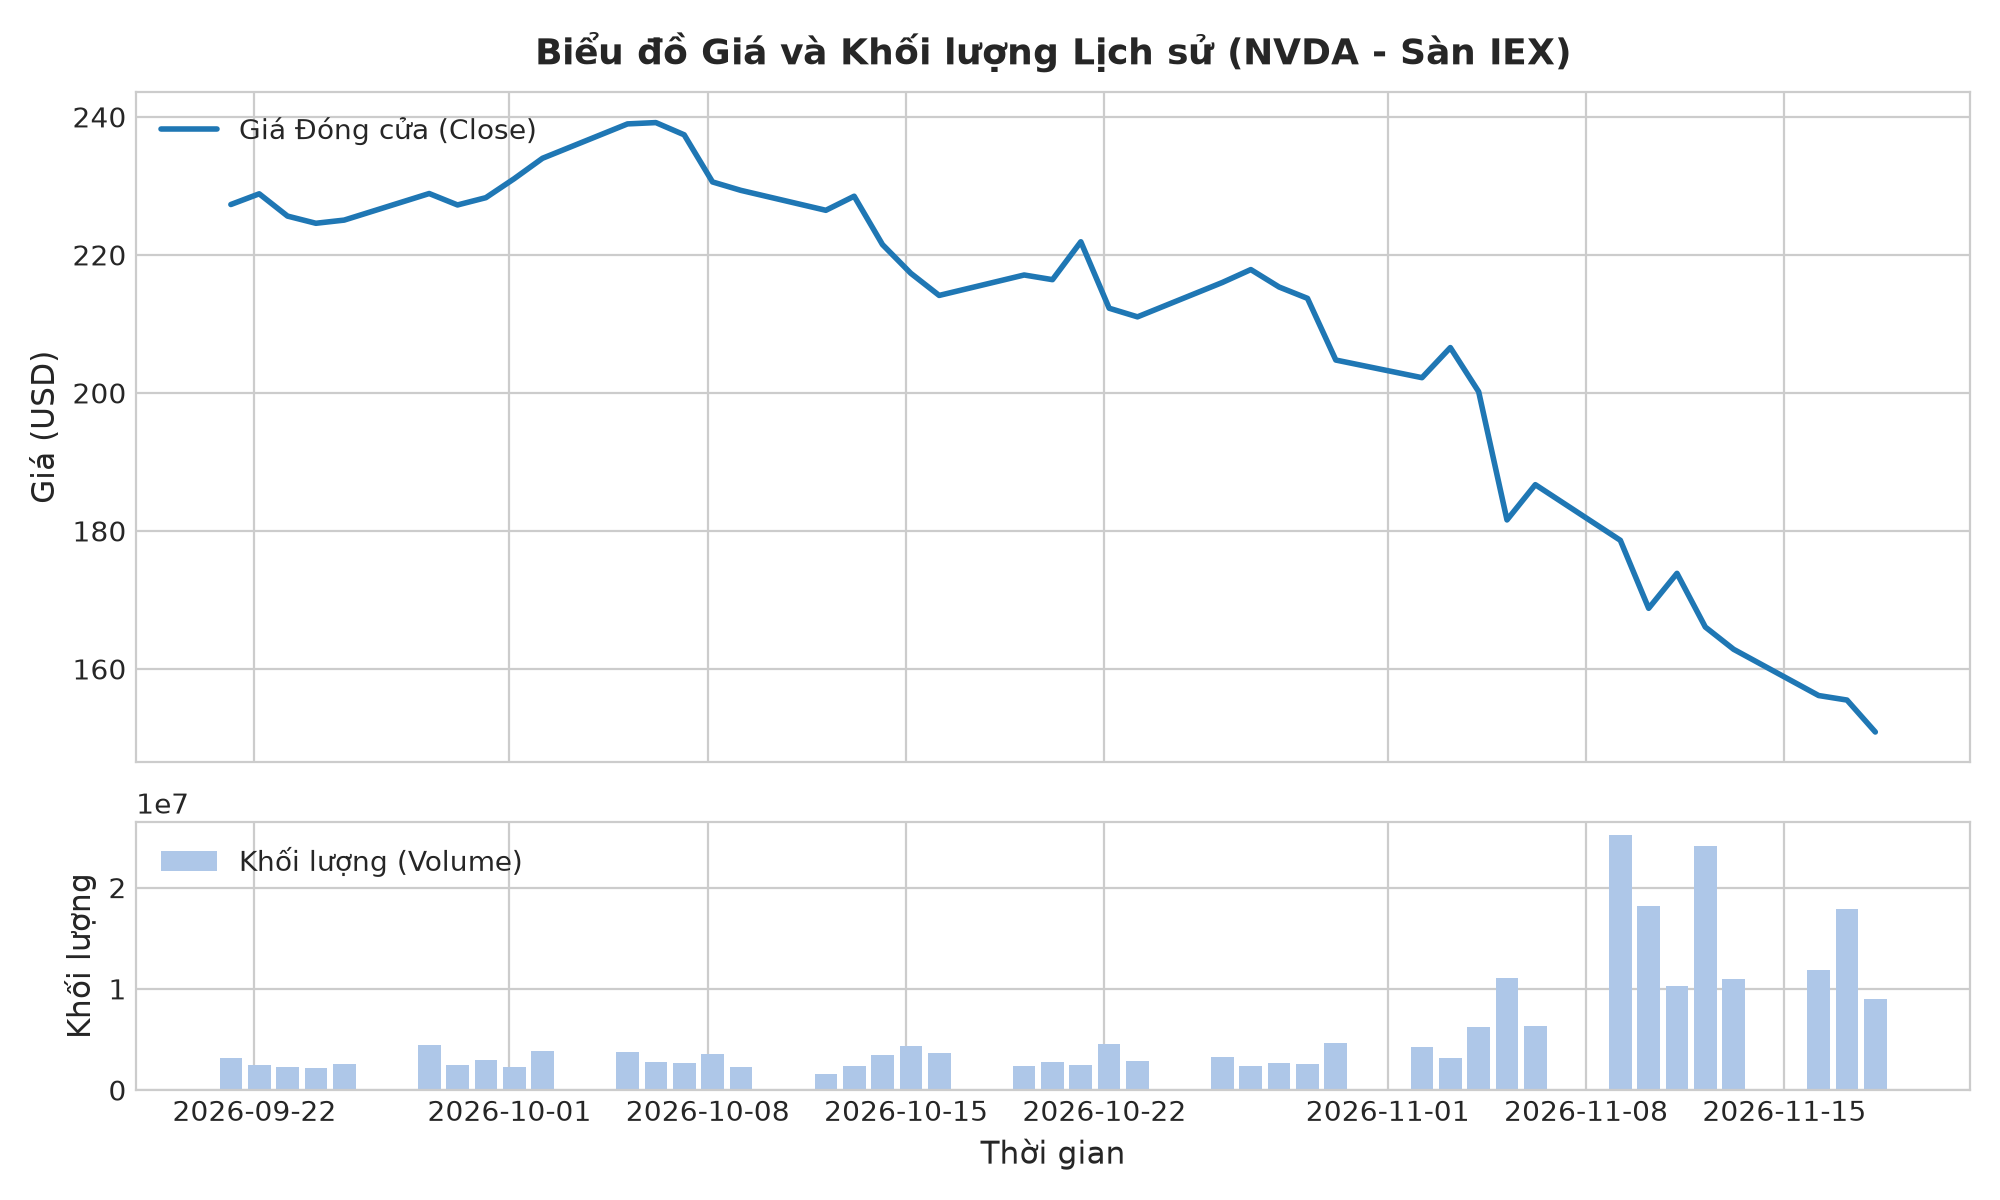 Biểu đồ Giá và Khối lượng Lịch sử (NVDA - Sàn IEX)
Giá Đóng cửa (Close)
240
220
200
180
160
Giá (USD)
1e7
Khối lượng (Volume)
2
1
0
Khối lượng
2026-09-22 2026-10-01 2026-10-08 2026-10-15 2026-10-22 2026-11-01 2026-11-08 2026-11-15
Thời gian